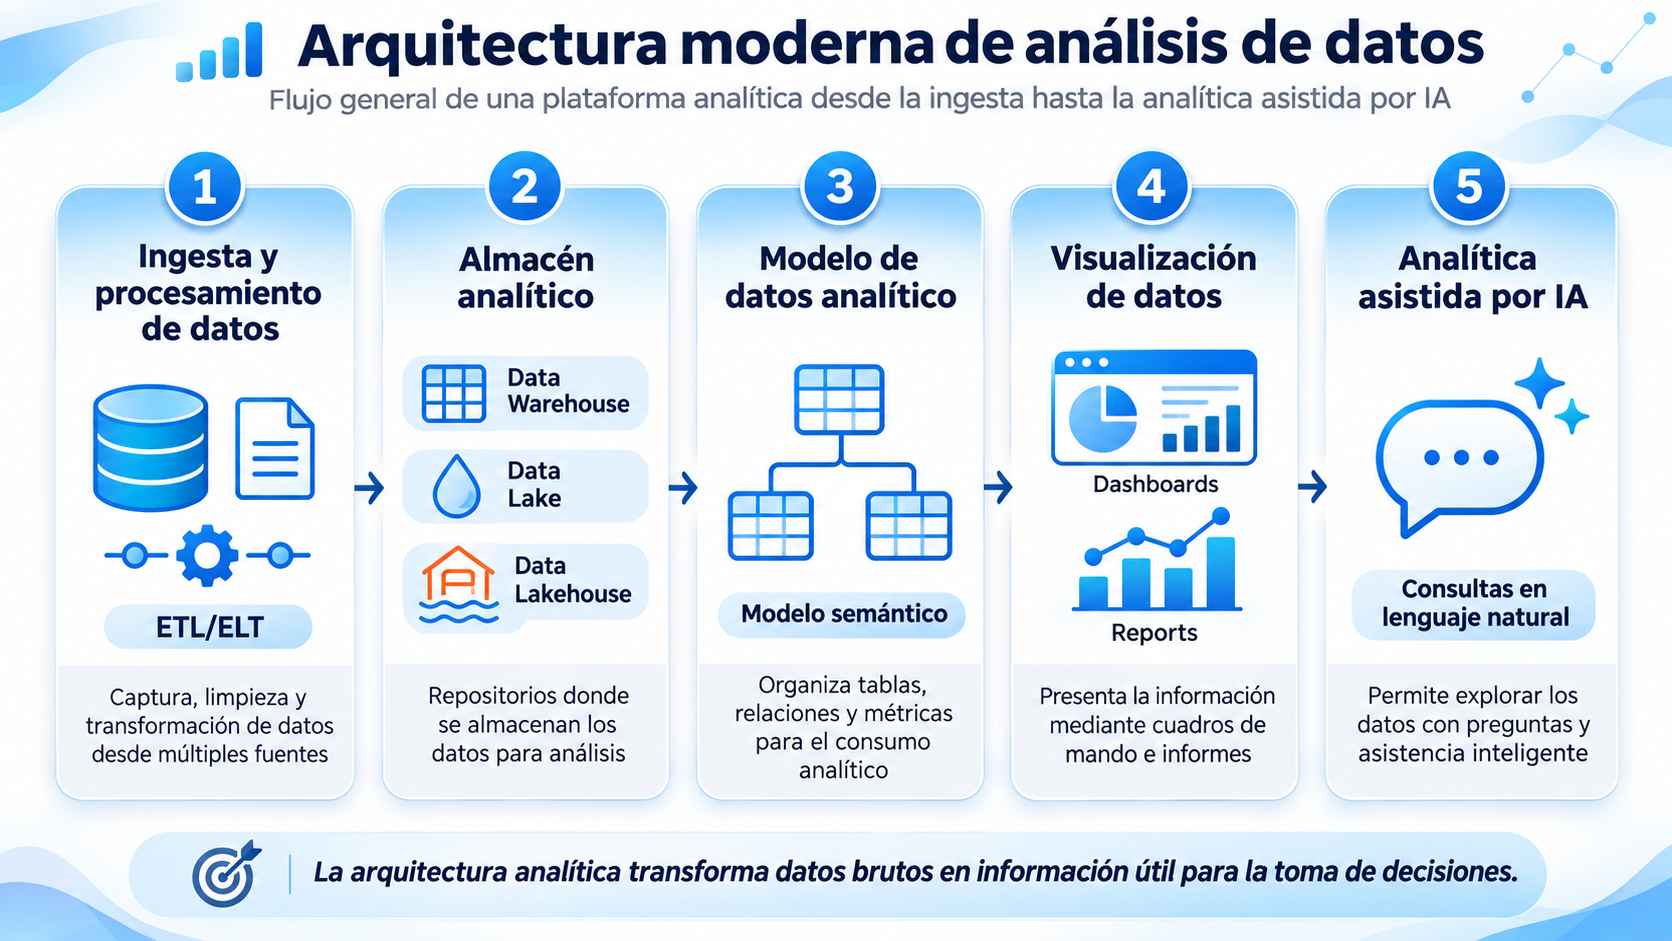 Arquitectura moderna de análisis de datos
Flujo general de una plataforma analítica desde la ingesta hasta la analítica asistida por IA
1
Ingesta y
procesamiento
de datos
ETL/ELT
Captura, limpieza y
transformación de datos
desde múltiples fuentes
2
Almacén
analítico
Data
Warehouse
Data
Lake
Data
Lakehouse
Repositorios donde
se almacenan los
datos para análisis
3
Modelo de
datos analítico
Modelo semántico
Organiza tablas,
relaciones y métricas
para el consumo
analítico
4
Visualización
de datos
Dashboards
Reports
Presenta la información
mediante cuadros de
mando e informes
5
Analítica
asistida por IA
Consultas en
lenguaje natural
Permite explorar los
datos con preguntas y
asistencia inteligente
La arquitectura analítica transforma datos brutos en información útil para la toma de decisiones.